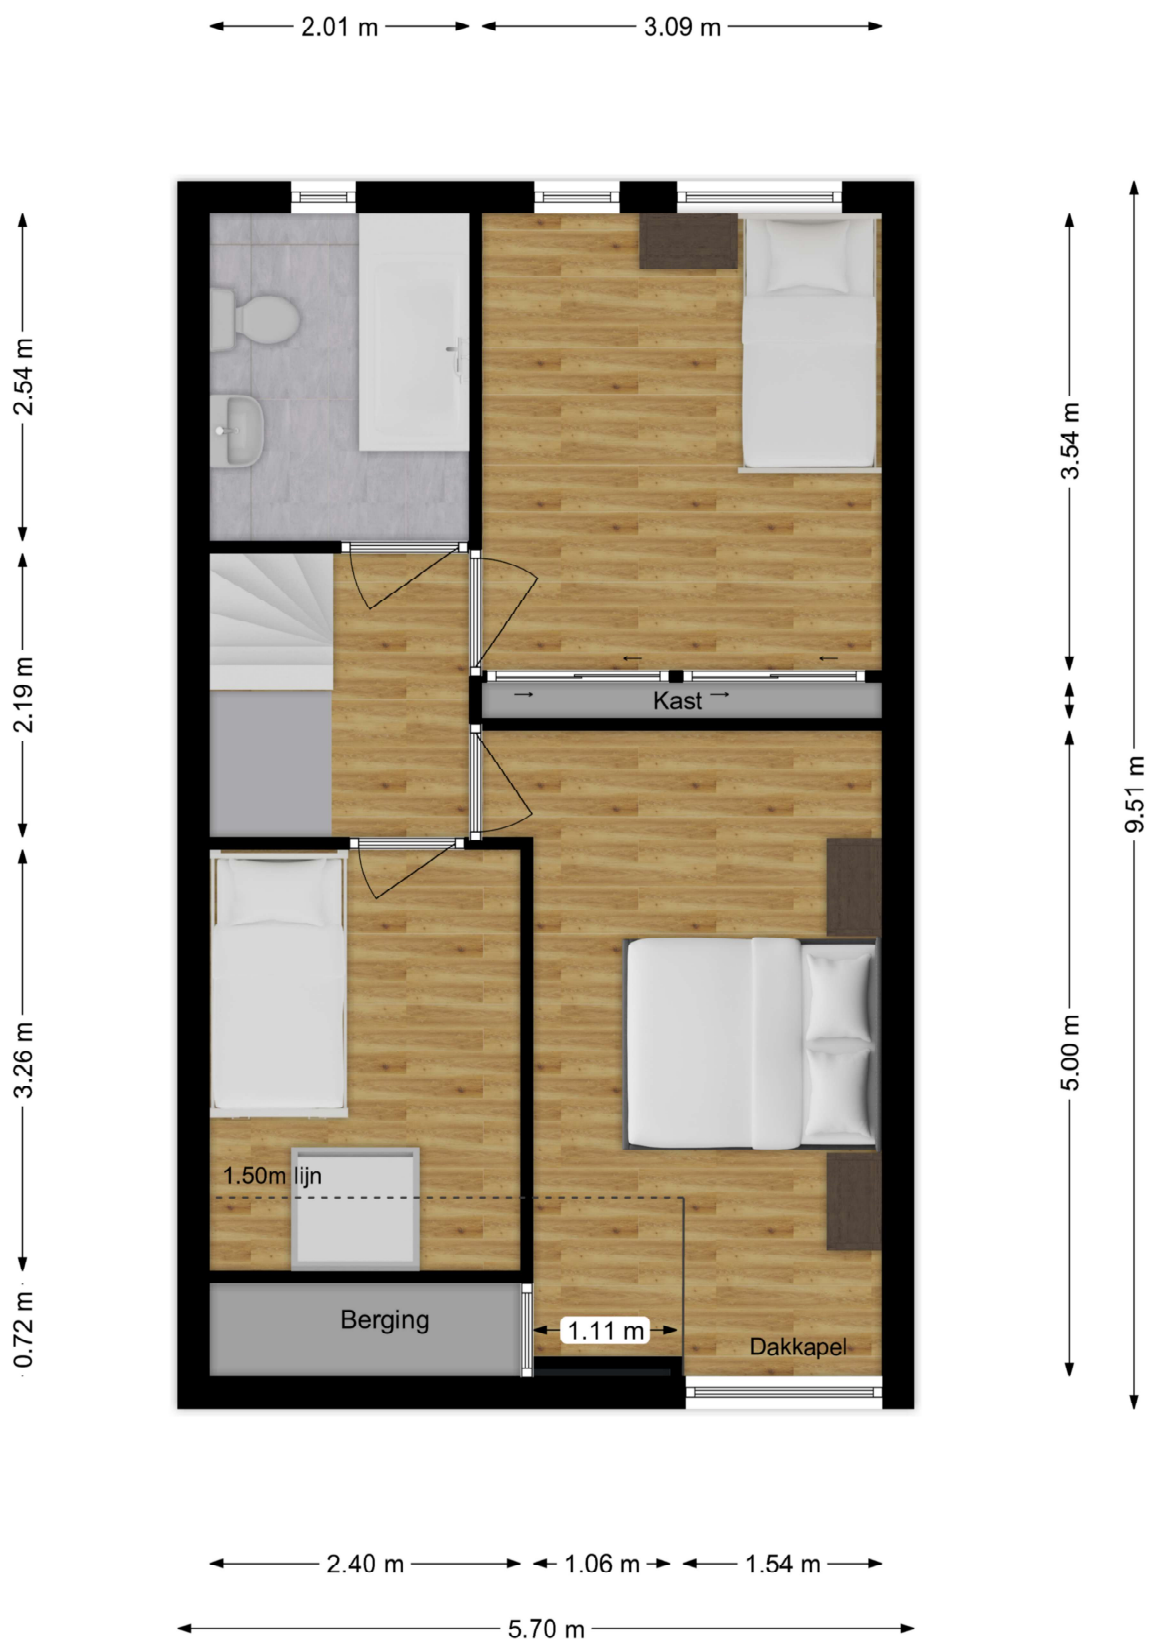 2.01 m
3.09 m
2.54 m
3.54 m
2.19 m
Kast
9.51 m
3.26 m
5.00 m
1.50m lijn
0.72 m
Berging
1.11 m
Dakkapel
2.40 m
1.06 m
1.54 m
5.70 m